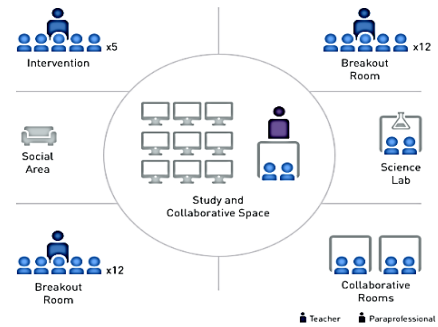 x5
Intervention
x12
Breakout
Room
Social
Area
Study and
Collaborative Space
Science
Lab
x12
Breakout
Room
Collaborative
Rooms
Teacher
Paraprofessional